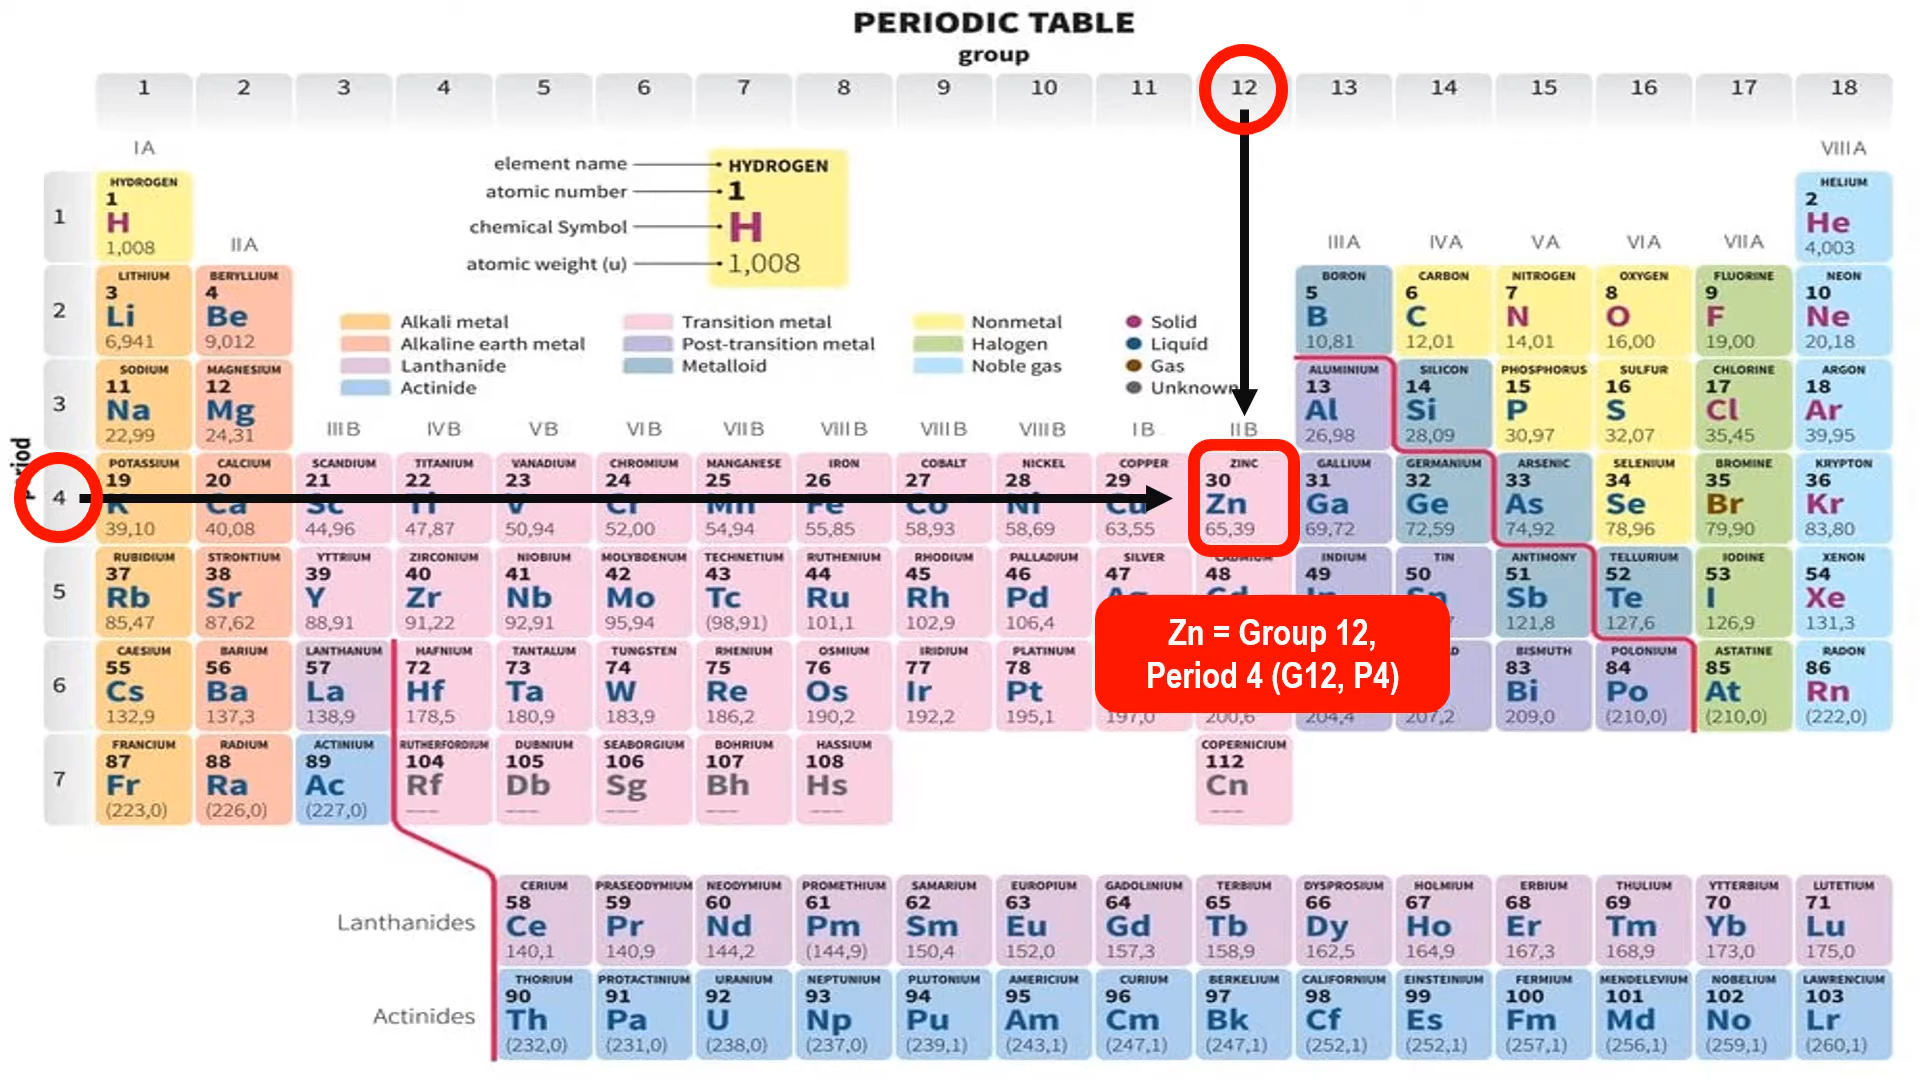 PERIODIC TABLE
group
1 2 3 4 5 6 7 8 9 10 11 12 13 14 15 16 17 18
IA VIIIA
element name HYDROGEN
atomic number 1
chemical Symbol H
atomic weight (u) 1,008
Alkali metal Transition metal Nonmetal Solid
Alkaline earth metal Post-transition metal Halogen Liquid
Lanthanide Metalloid Noble gas Gas
Actinide Unknown
1
HYDROGEN HELIUM
1 2
H He
1,008 4,003
IIA IIIA IVA VA VIA VIIA
2
LITHIUM BERYLLIUM BORON CARBON NITROGEN OXYGEN FLUORINE NEON
3 4 5 6 7 8 9 10
Li Be B C N O F Ne
6,941 9,012 10,81 12,01 14,01 16,00 19,00 20,18
3
SODIUM MAGNESIUM ALUMINIUM SILICON PHOSPHORUS SULFUR CHLORINE ARGON
11 12 13 14 15 16 17 18
Na Mg Al Si P S Cl Ar
22,99 24,31 26,98 28,09 30,97 32,07 35,45 39,95
IIIB IVB VB VIB VIIB VIIIB VIIIB VIIIB IB IIB
4
POTASSIUM CALCIUM SCANDIUM TITANIUM VANADIUM CHROMIUM MANGANESE IRON COBALT NICKEL COPPER ZINC GALLIUM GERMANIUM ARSENIC SELENIUM BROMINE KRYPTON
19 20 21 22 23 24 25 26 27 28 29 30 31 32 33 34 35 36
K Ca Sc Ti V Cr Mn Fe Co Ni Cu Zn Ga Ge As Se Br Kr
39,10 40,08 44,96 47,87 50,94 52,00 54,94 55,85 58,93 58,69 63,55 65,39 69,72 72,59 74,92 78,96 79,90 83,80
5
RUBIDIUM STRONTIUM YTTRIUM ZIRCONIUM NIOBIUM MOLYBDENUM TECHNETIUM RUTHENIUM RHODIUM PALLADIUM SILVER CADMIUM INDIUM TIN ANTIMONY TELLURIUM IODINE XENON
37 38 39 40 41 42 43 44 45 46 47 48 49 50 51 52 53 54
Rb Sr Y Zr Nb Mo Tc Ru Rh Pd Ag Cd In Sn Sb Te I Xe
85,47 87,62 88,91 91,22 92,91 95,94 (98,91) 101,1 102,9 106,4 121,8 127,6 126,9 131,3
Zn = Group 12,
Period 4 (G12, P4)
6
CAESIUM BARIUM LANTHANUM HAFNIUM TANTALUM TUNGSTEN RHENIUM OSMIUM IRIDIUM PLATINUM BISMUTH POLONIUM ASTATINE RADON
55 56 57 72 73 74 75 76 77 78 83 84 85 86
Cs Ba La Hf Ta W Re Os Ir Pt Bi Po At Rn
132,9 137,3 138,9 178,5 180,9 183,9 186,2 190,2 192,2 195,1 197,0 200,6 204,4 207,2 209,0 (210,0) (210,0) (222,0)
7
FRANCIUM RADIUM ACTINIUM RUTHERFORDIUM DUBNIUM SEABORGIUM BOHRIUM HASSIUM COPERNICIUM
87 88 89 104 105 106 107 108 112
Fr Ra Ac Rf Db Sg Bh Hs Cn
(223,0) (226,0) (227,0) --- --- --- --- --- ---
Lanthanides
CERIUM PRASEODYMIUM NEODYMIUM PROMETHIUM SAMARIUM EUROPIUM GADOLINIUM TERBIUM DYSPROSIUM HOLMIUM ERBIUM THULIUM YTTERBIUM LUTETIUM
58 59 60 61 62 63 64 65 66 67 68 69 70 71
Ce Pr Nd Pm Sm Eu Gd Tb Dy Ho Er Tm Yb Lu
140,1 140,9 144,2 (144,9) 150,4 152,0 157,3 158,9 162,5 164,9 167,3 168,9 173,0 175,0
Actinides
THORIUM PROTACTINIUM URANIUM NEPTUNIUM PLUTONIUM AMERICIUM CURIUM BERKELIUM CALIFORNIUM EINSTEINIUM FERMIUM MENDELEVIUM NOBELIUM LAWRENCIUM
90 91 92 93 94 95 96 97 98 99 100 101 102 103
Th Pa U Np Pu Am Cm Bk Cf Es Fm Md No Lr
(232,0) (231,0) (238,0) (237,0) (239,1) (243,1) (247,1) (247,1) (252,1) (252,1) (257,1) (256,1) (259,1) (260,1)